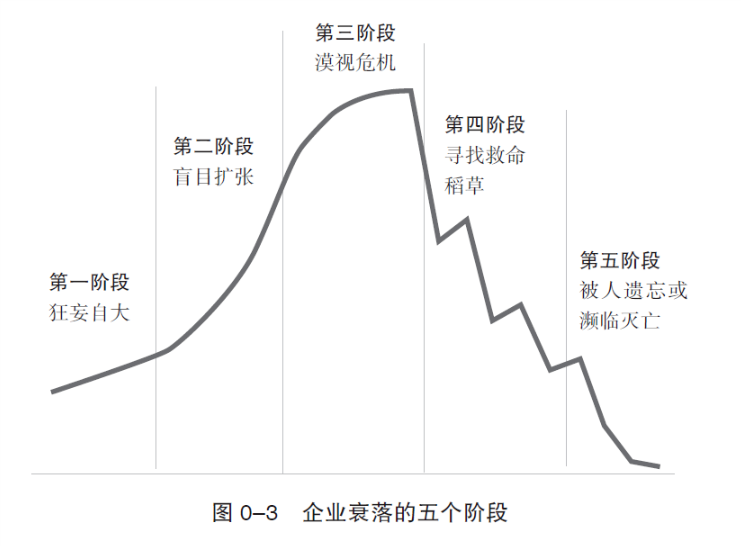 第三阶段
漠视危机
第四阶段
寻找救命
稻草
第二阶段
盲目扩张
第五阶段
被人遗忘或
濒临灭亡
第一阶段
狂妄自大
图 0–3 企业衰落的五个阶段